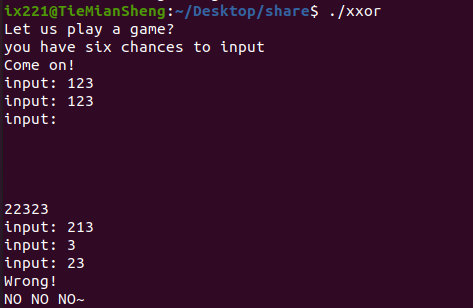 ix221@TieMianSheng:~/Desktop/share$ ./xxor
Let us play a game?
you have six chances to input
Come on!
input: 123
input: 123
input:
22323
input: 213
input: 3
input: 23
Wrong!
NO NO NO~